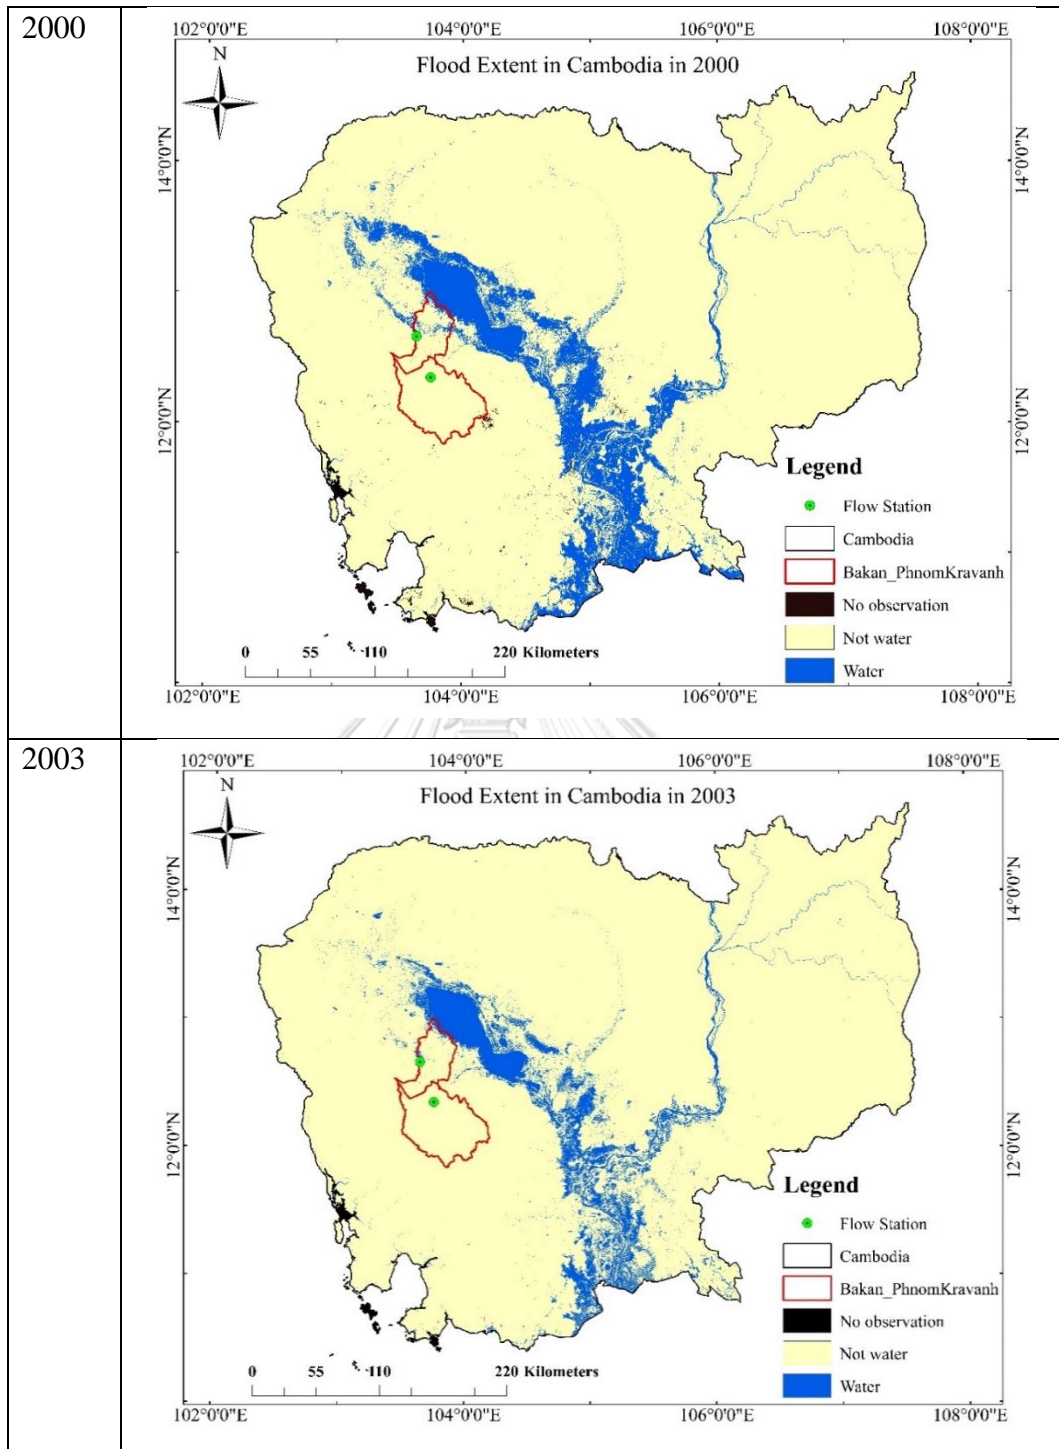 2000
102°0'0"E 104°0'0"E 106°0'0"E 108°0'0"E
N
Flood Extent in Cambodia in 2000
14°0'0"N 14°0'0"N
12°0'0"N 12°0'0"N
Legend
Flow Station
Cambodia
Bakan_PhnomKravanh
No observation
Not water
Water
0 55 110 220 Kilometers
102°0'0"E 104°0'0"E 106°0'0"E 108°0'0"E
2003
102°0'0"E 104°0'0"E 106°0'0"E 108°0'0"E
N
Flood Extent in Cambodia in 2003
14°0'0"N 14°0'0"N
12°0'0"N 12°0'0"N
Legend
Flow Station
Cambodia
Bakan_PhnomKravanh
No observation
Not water
Water
0 55 110 220 Kilometers
102°0'0"E 104°0'0"E 106°0'0"E 108°0'0"E